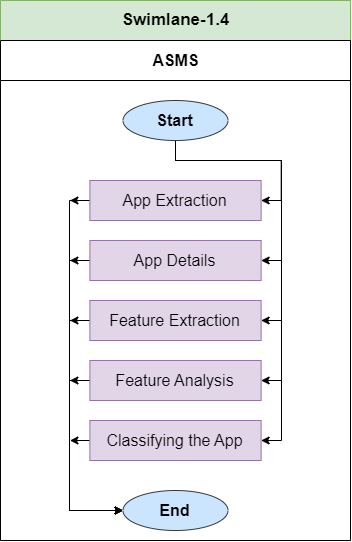 Swimlane-1.4
ASMS
Start
App Extraction
App Details
Feature Extraction
Feature Analysis
Classifying the App
End